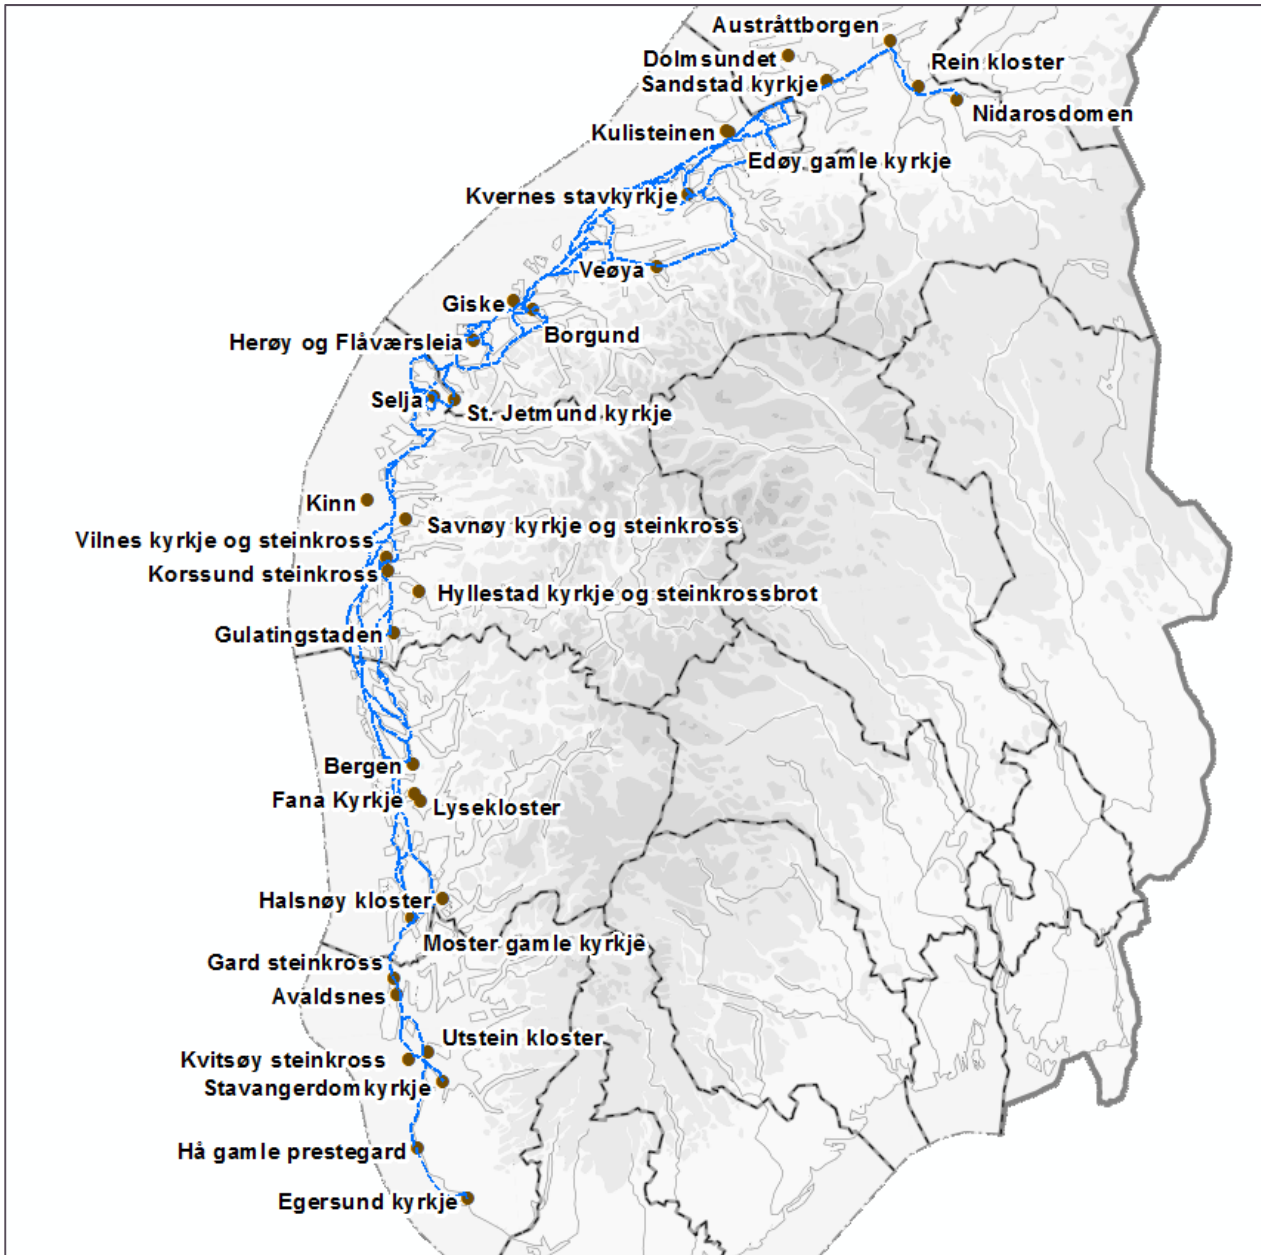 Austråttborgen
Dolmsundet
Rein kloster
Sandstad kyrkje
Nidarosdomen
Kulisteinen
Edøy gamle kyrkje
Kvernes stavkyrkje
Veøya
Giske
Borgund
Herøy og Flåværsleia
Selja
St. Jetmund kyrkje
Kinn
Savnøy kyrkje og steinkross
Vilnes kyrkje og steinkross
Korssund steinkross
Hyllestad kyrkje og steinkrossbrot
Gulatingstaden
Bergen
Fana Kyrkje
Lysekloster
Halsnøy kloster
Moster gamle kyrkje
Gard steinkross
Avaldsnes
Utstein kloster
Kvitsøy steinkross
Stavangerdomkyrkje
Hå gamle prestegard
Egersund kyrkje